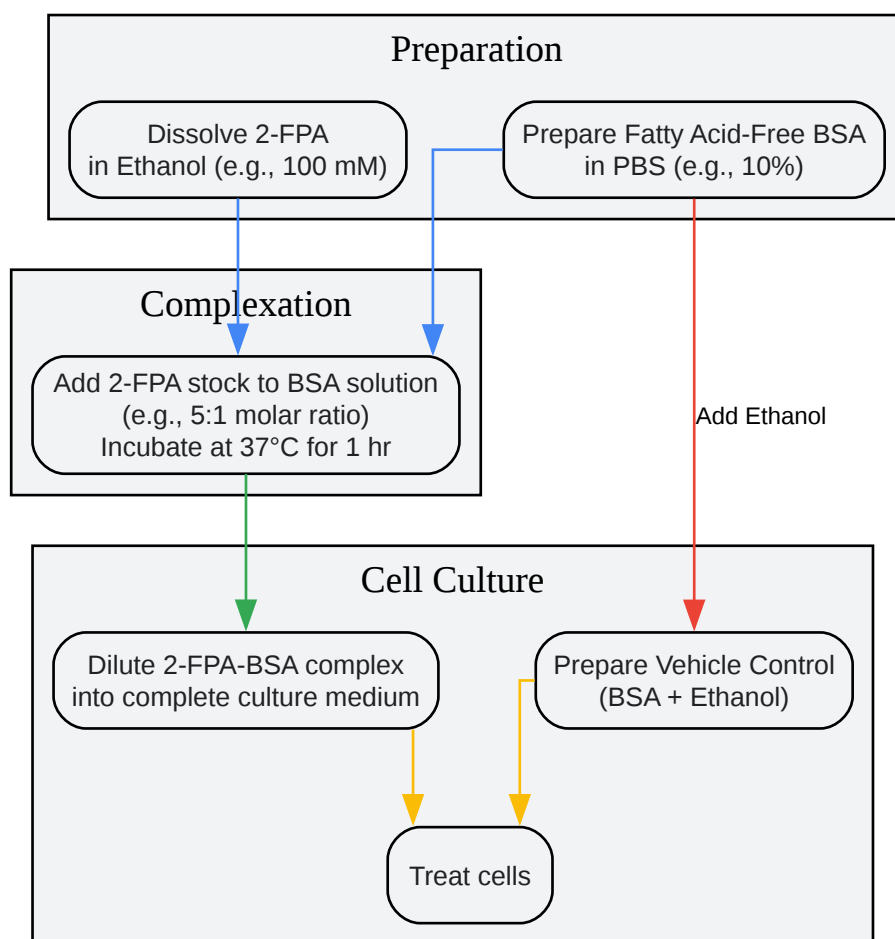 Preparation
Dissolve 2-FPA
in Ethanol (e.g., 100 mM)
Prepare Fatty Acid-Free BSA
in PBS (e.g., 10%)
Complexation
Add 2-FPA stock to BSA solution
(e.g., 5:1 molar ratio)
Incubate at 37°C for 1 hr
Add Ethanol
Cell Culture
Dilute 2-FPA-BSA complex
into complete culture medium
Prepare Vehicle Control
(BSA + Ethanol)
Treat cells